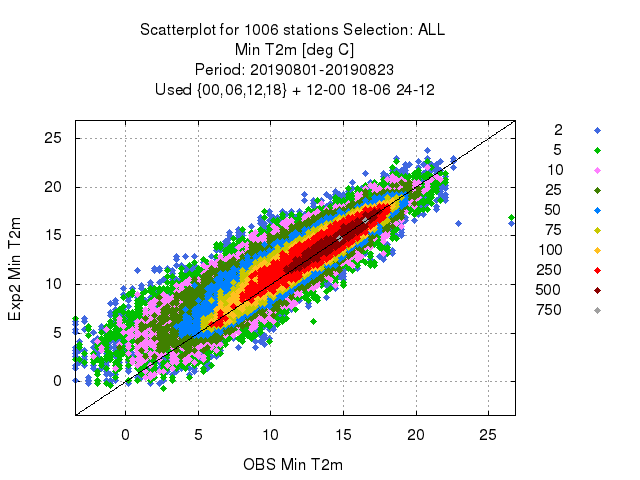 Scatterplot for 1006 stations Selection: ALL
Min T2m [deg C]
Period: 20190801-20190823
Used {00,06,12,18} + 12-00 18-06 24-12
Exp2 Min T2m
25
20
15
10
5
0
0 5 10 15 20 25
OBS Min T2m
2
5
10
25
50
75
100
250
500
750